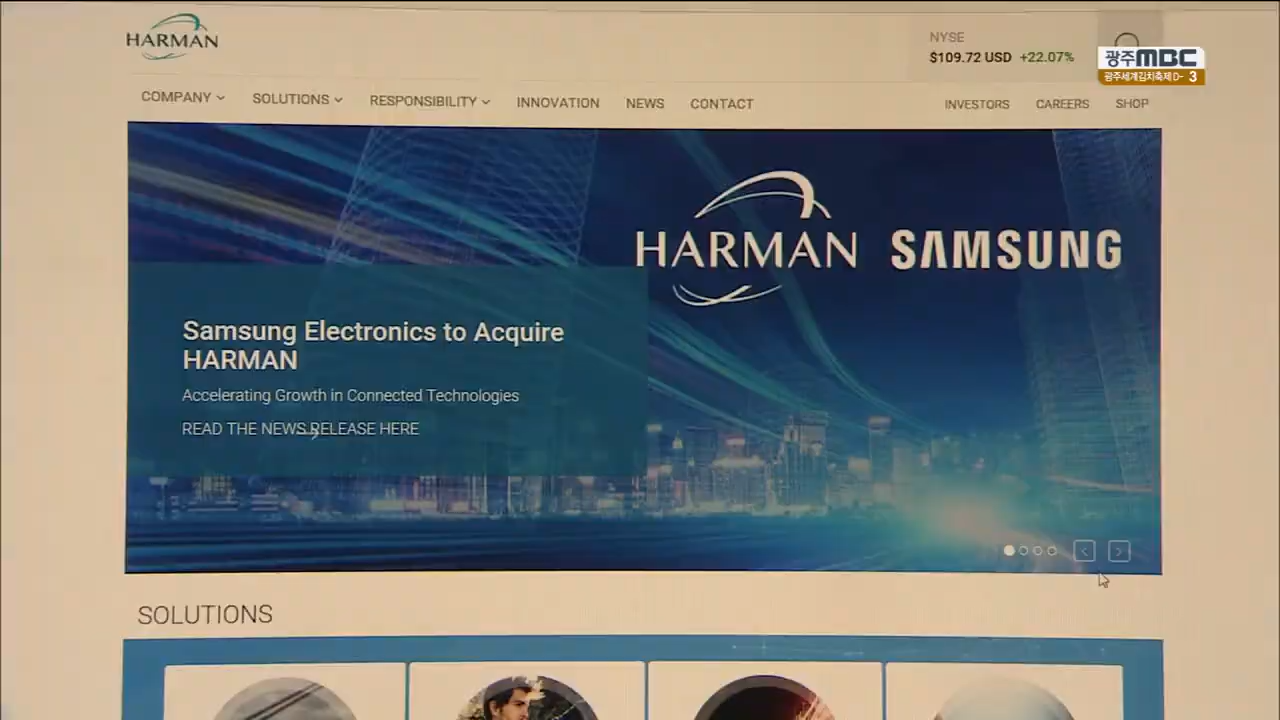 HARMAN
NYSE
$109.72 USD +22.07%
광주MBC
광주세계김치축제 D- 3
COMPANY
SOLUTIONS
RESPONSIBILITY
INNOVATION
NEWS
CONTACT
INVESTORS
CAREERS
SHOP
HARMAN SAMSUNG
Samsung Electronics to Acquire
HARMAN
Accelerating Growth in Connected Technologies
READ THE NEWS RELEASE HERE
SOLUTIONS